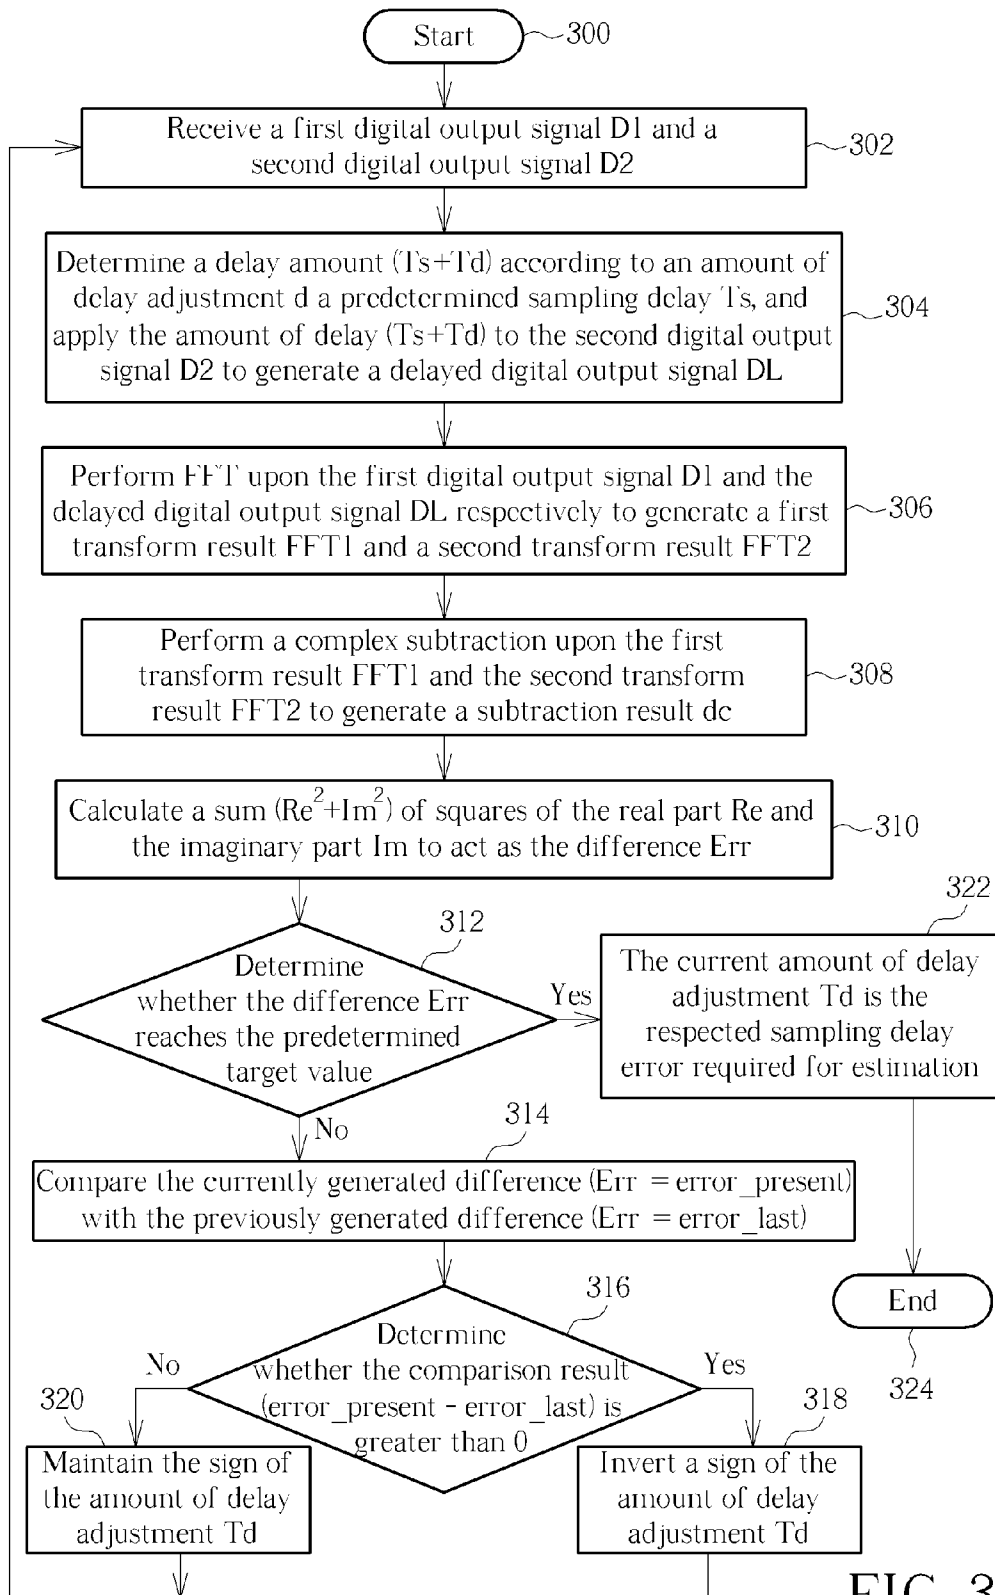 Start
300
Receive a first digital output signal D1 and a
second digital output signal D2
302
Determine a delay amount (Ts+Td) according to an amount of
delay adjustment d a predetermined sampling delay Ts, and
apply the amount of delay (Ts+Td) to the second digital output
signal D2 to generate a delayed digital output signal DL
304
Perform FFT upon the first digital output signal D1 and the
delayed digital output signal DL respectively to generate a first
transform result FFT1 and a second transform result FFT2
306
Perform a complex subtraction upon the first
transform result FFT1 and the second transform
result FFT2 to generate a subtraction result dc
308
Calculate a sum (Re²+Im²) of squares of the real part Re and
the imaginary part Im to act as the difference Err
310
312
Determine
whether the difference Err
reaches the predetermined
target value
Yes
322
The current amount of delay
adjustment Td is the
respected sampling delay
error required for estimation
No
314
Compare the currently generated difference (Err = error_present)
with the previously generated difference (Err = error_last)
End
324
316
Determine
whether the comparison result
(error_present - error_last) is
greater than 0
No
Yes
320
Maintain the sign of
the amount of delay
adjustment Td
318
Invert a sign of the
amount of delay
adjustment Td
FIG. 3